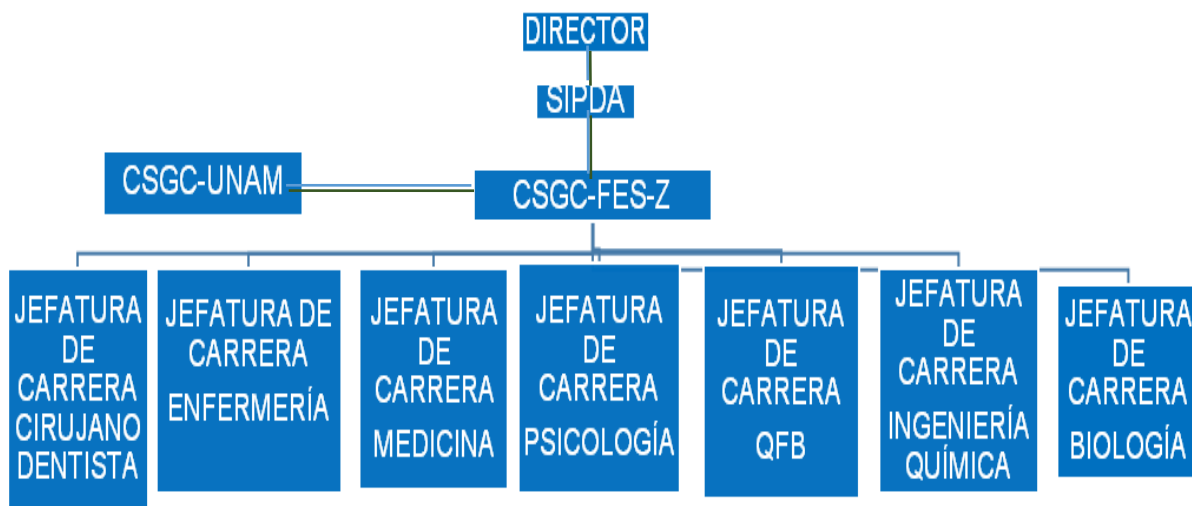 DIRECTOR
SIPDA
CSGC-UNAM
CSGC-FES-Z
JEFATURA
DE
CARRERA
CIRUJANO
DENTISTA
JEFATURA DE
CARRERA
ENFERMERÍA
JEFATURA
DE
CARRERA
MEDICINA
JEFATURA
DE
CARRERA
PSICOLOGÍA
JEFATURA
DE
CARRERA
QFB
JEFATURA
DE
CARRERA
INGENIERÍA
QUÍMICA
JEFATURA
DE
CARRERA
BIOLOGÍA